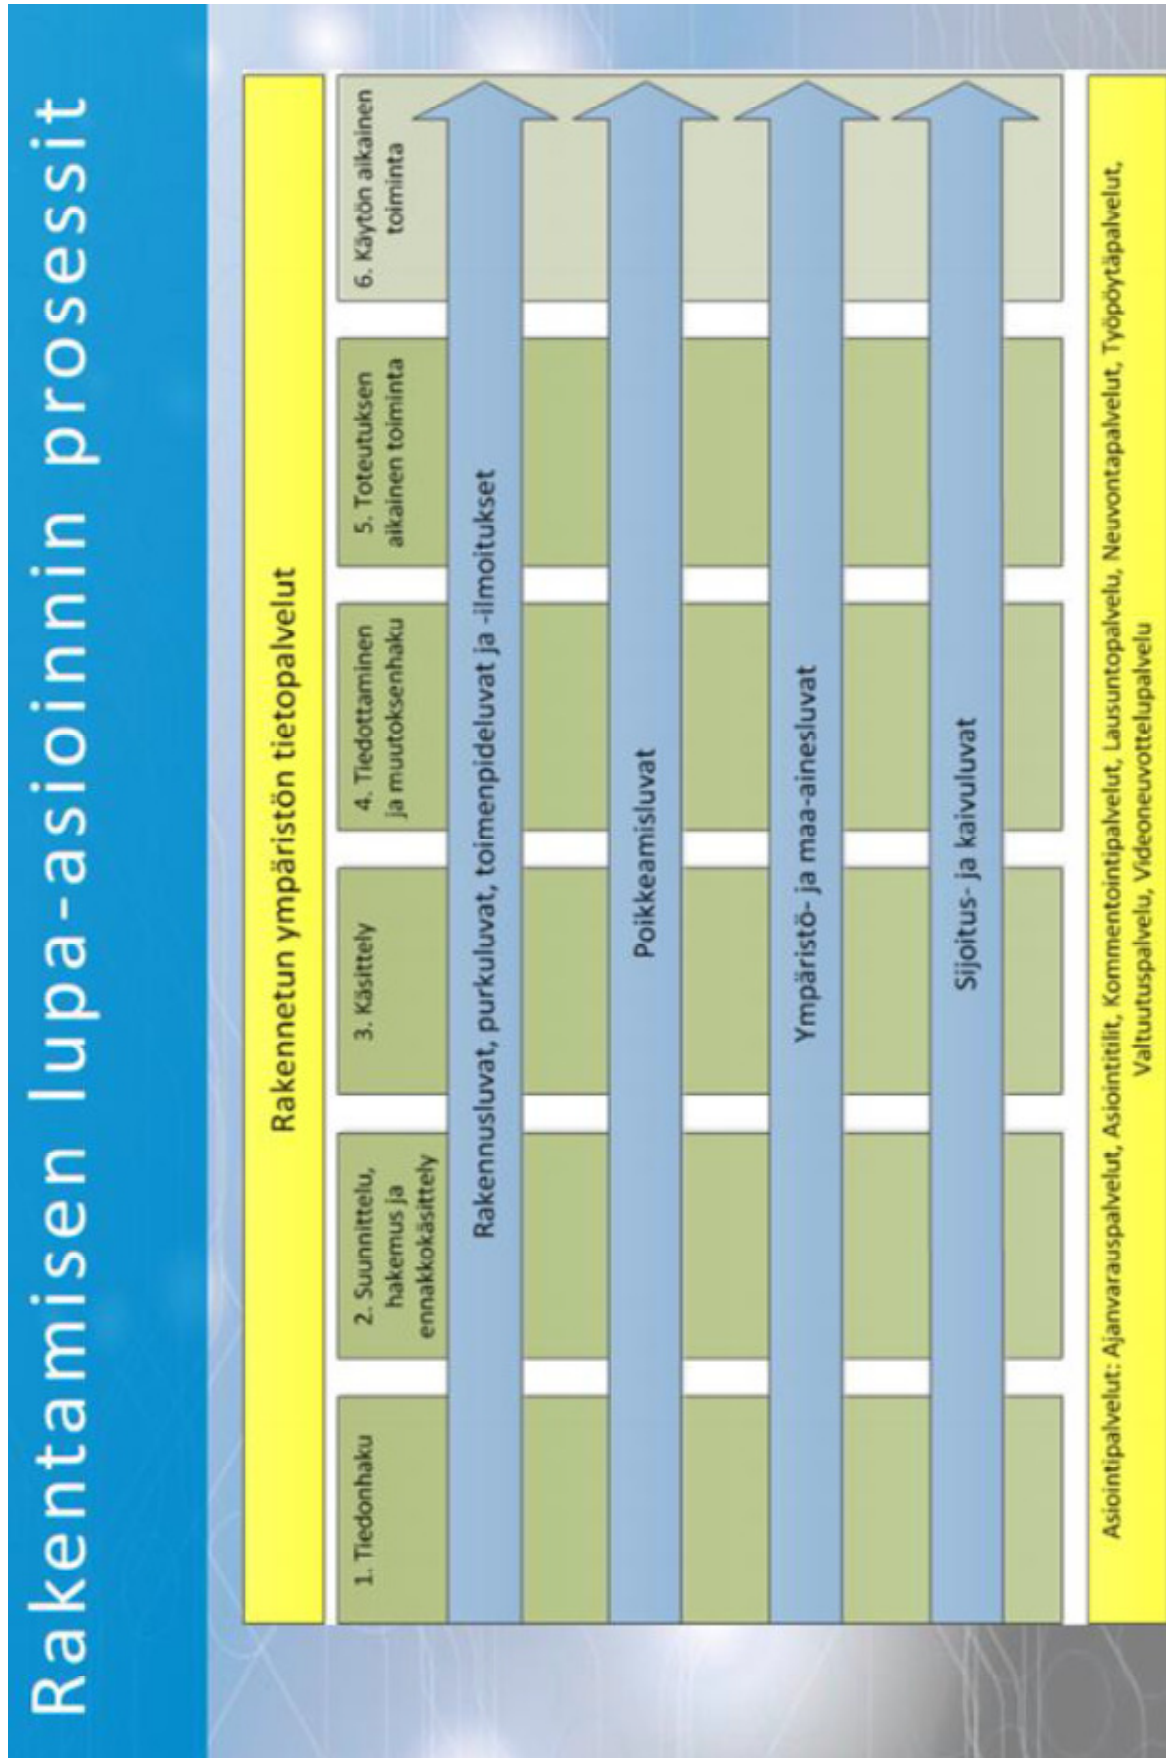 Rakentamisen lupa-asioinnin prosessit
Rakennetun ympäristön tietopalvelut
1. Tiedonhaku
2. Suunnittelu,
hakemus ja
ennakkokäsittely
3. Käsittely
4. Tiedottaminen
ja muutoksenhaku
5. Toteutuksen
aikainen toiminta
6. Käytön aikainen
toiminta
Rakennusluvat, purkuluvat, toimenpideluvat ja -ilmoitukset
Poikkeamisluvat
Ympäristö- ja maa-ainesluvat
Sijoitus- ja kaivuluvat
Asiointipalvelut: Ajanvarauspalvelut, Asiointitilit, Kommentointipalvelut, Lausuntopalvelu, Neuvontapalvelut, Työpöytäpalvelut,
Valtuutuspalvelu, Videoneuvottelupalvelu